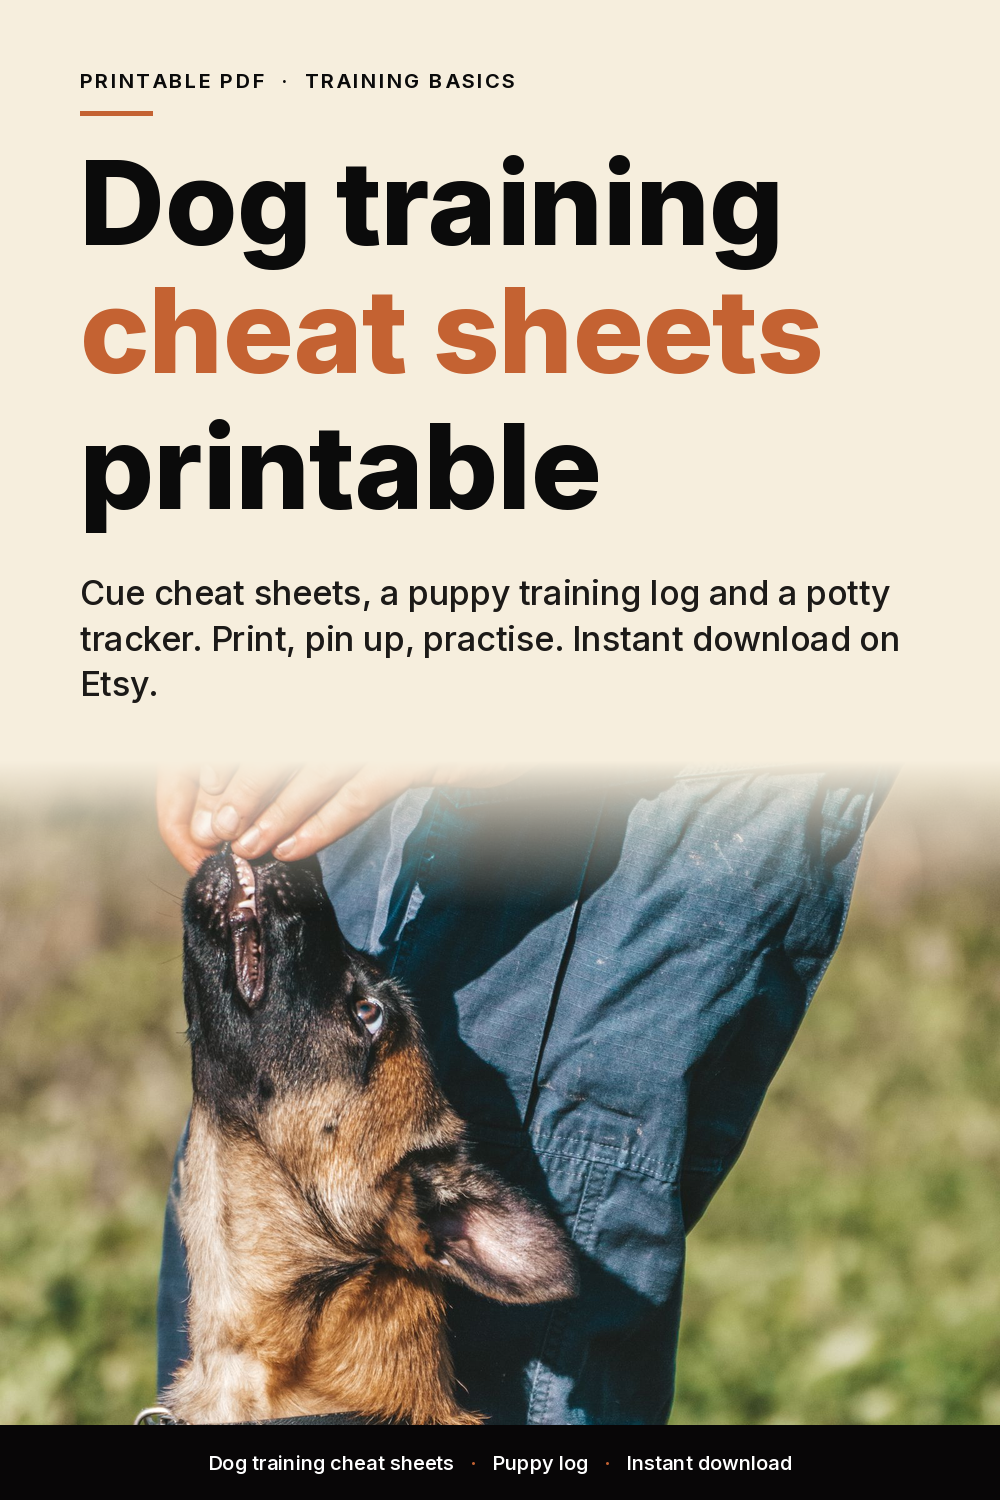 PRINTABLE PDF · TRAINING BASICS
Dog training
cheat sheets
printable
Cue cheat sheets, a puppy training log and a potty
tracker. Print, pin up, practise. Instant download on
Etsy.
Dog training cheat sheets · Puppy log · Instant download